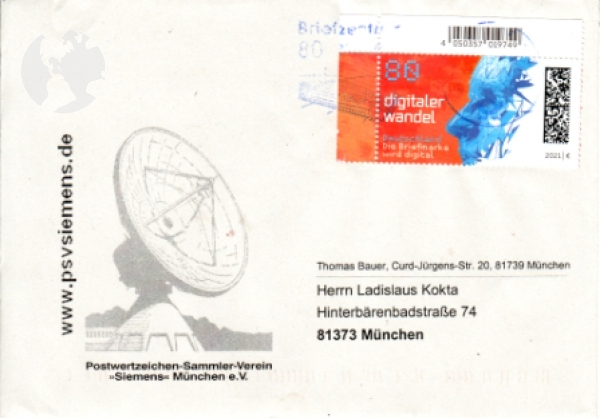 Briefzentrum
80
4 050357 019749
80
digitaler
wandel
Deutschland
Die Briefmarke
wird digital
2021 | €
www.psvsiemens.de
Thomas Bauer, Curd-Jürgens-Str. 20, 81739 München
Herrn Ladislaus Kokta
Hinterbärenbadstraße 74
81373 München
Postwertzeichen-Sammler-Verein
»Siemens« München e.V.